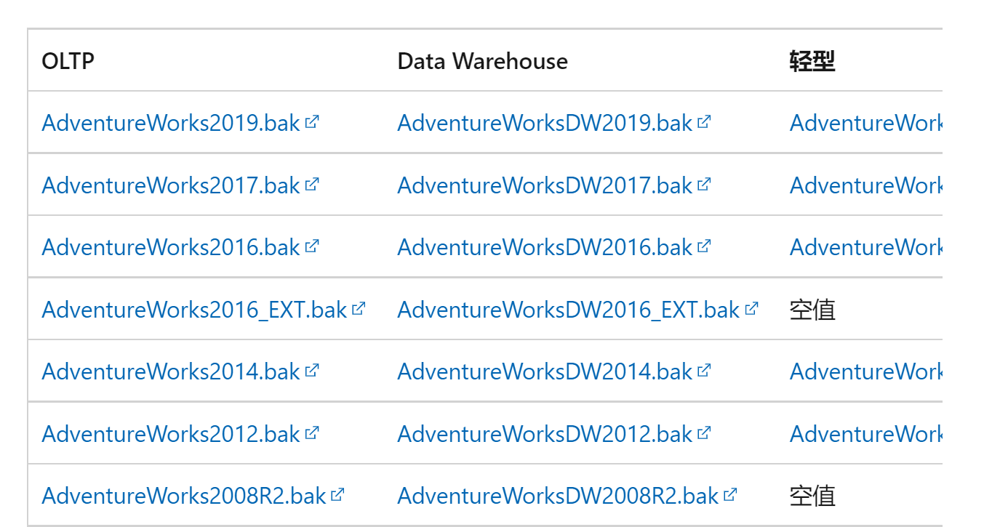 OLTP Data Warehouse 轻型
AdventureWorks2019.bak AdventureWorksDW2019.bak AdventureWork
AdventureWorks2017.bak AdventureWorksDW2017.bak AdventureWork
AdventureWorks2016.bak AdventureWorksDW2016.bak AdventureWork
AdventureWorks2016_EXT.bak AdventureWorksDW2016_EXT.bak 空值
AdventureWorks2014.bak AdventureWorksDW2014.bak AdventureWork
AdventureWorks2012.bak AdventureWorksDW2012.bak AdventureWork
AdventureWorks2008R2.bak AdventureWorksDW2008R2.bak 空值